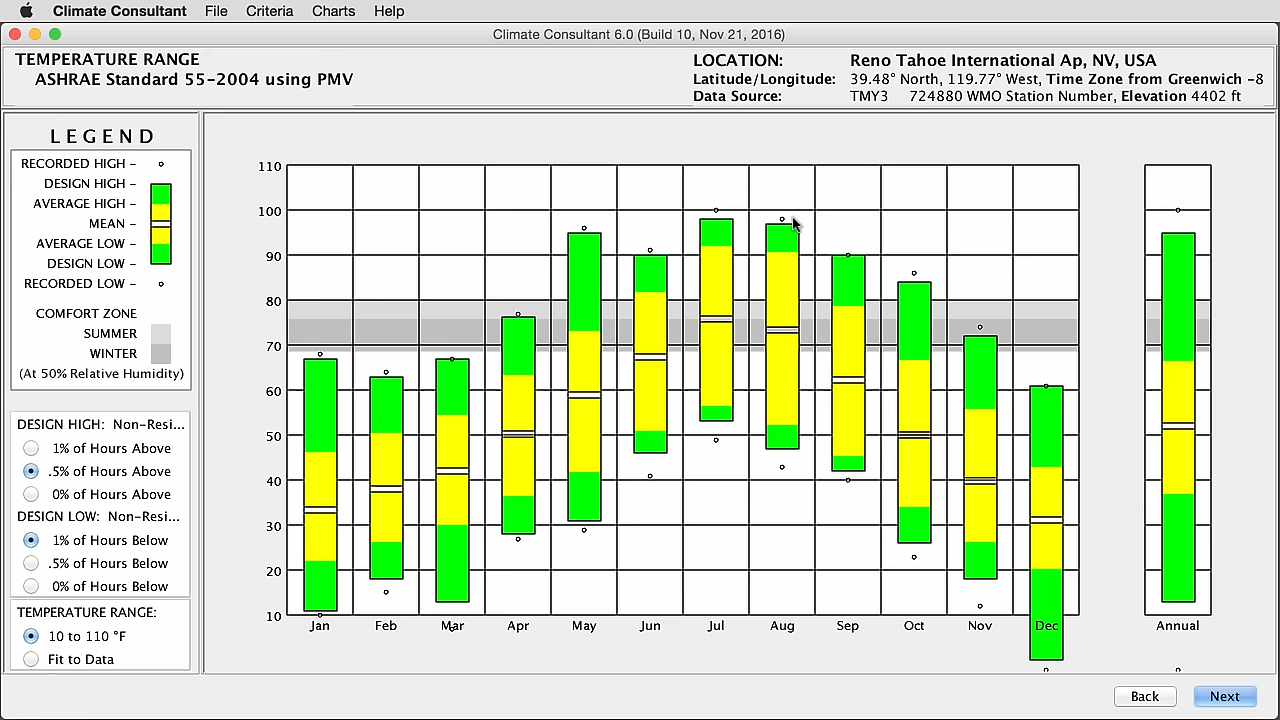 Climate Consultant File Criteria Charts Help
Climate Consultant 6.0 (Build 10, Nov 21, 2016)
TEMPERATURE RANGE
ASHRAE Standard 55-2004 using PMV
LOCATION: Reno Tahoe International Ap, NV, USA
Latitude/Longitude: 39.48° North, 119.77° West, Time Zone from Greenwich -8
Data Source: TMY3 724880 WMO Station Number, Elevation 4402 ft
LEGEND
RECORDED HIGH -
DESIGN HIGH -
AVERAGE HIGH -
MEAN -
AVERAGE LOW -
DESIGN LOW -
RECORDED LOW -
COMFORT ZONE
SUMMER
WINTER
(At 50% Relative Humidity)
DESIGN HIGH: Non-Resi...
1% of Hours Above
.5% of Hours Above
0% of Hours Above
DESIGN LOW: Non-Resi...
1% of Hours Below
.5% of Hours Below
0% of Hours Below
TEMPERATURE RANGE:
10 to 110 °F
Fit to Data
110
100
90
80
70
60
50
40
30
20
10
Jan Feb Mar Apr May Jun Jul Aug Sep Oct Nov Dec Annual
Back Next